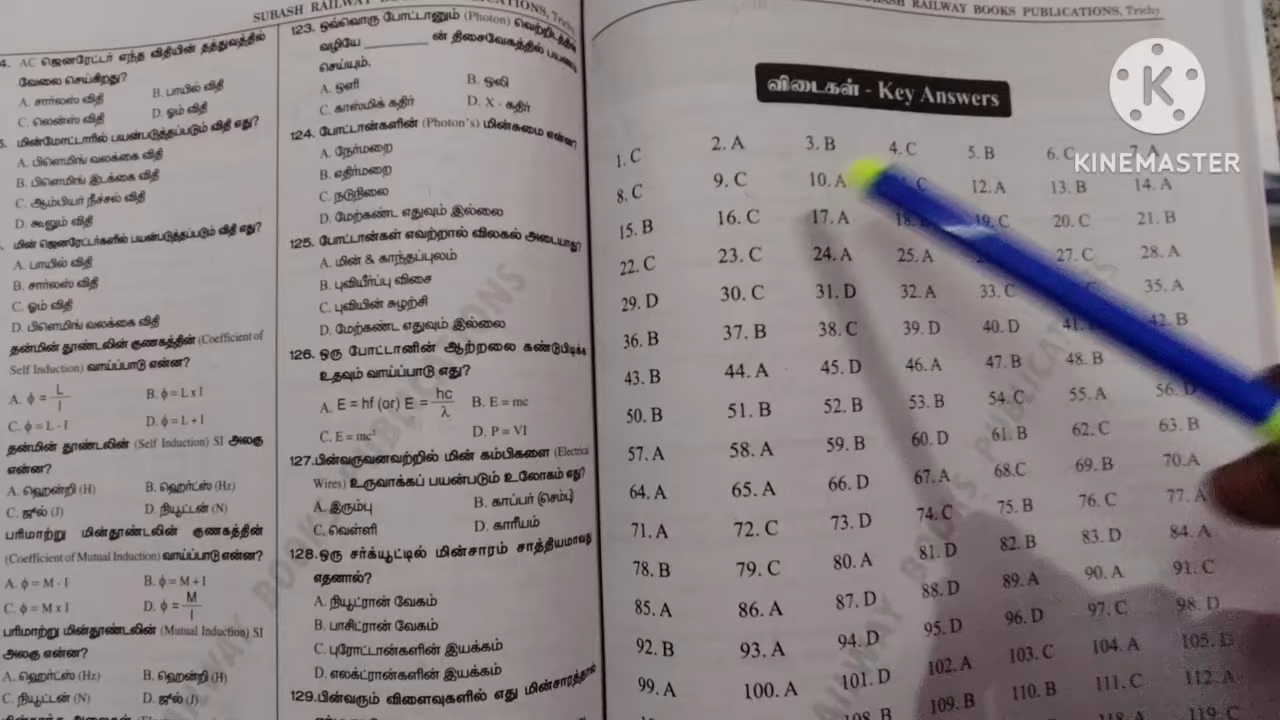 SUBASH RAILWAY BOOKS PUBLICATIONS, Trichy
4. AC ஜெனரேட்டர் எந்த விதியின் தத்துவத்தில்
வேலை செய்கிறது?
A. சார்லஸ் விதி B. பாயில் விதி
C. லென்ஸ் விதி D. ஓம் விதி
5. மின்மோட்டாரில் பயன்படுத்தப்படும் விதி எது?
A. பிளெமிங் வலக்கை விதி
B. பிளெமிங் இடக்கை விதி
C. ஆம்பியர் நீச்சல் விதி
D. கூலும் விதி
மின் ஜெனரேட்டர்களில் பயன்படுத்தப்படும் விதி எது?
A. பாயில் விதி
B. சார்லஸ் விதி
C. ஓம் விதி
D. பிளெமிங் வலக்கை விதி
தன்மின் தூண்டலின் குணகத்தின் (Coefficient of
Self Induction) வாய்ப்பாடு என்ன?
A. ϕ = L/I B. ϕ = L x I
C. ϕ = L - I D. ϕ = L + I
தன்மின் தூண்டலின் (Self Induction) SI அலகு
என்ன?
A. ஹென்றி (H) B. ஹெர்ட்ஸ் (Hz)
C. ஜுல் (J) D. நியூட்டன் (N)
பரிமாற்று மின்தூண்டலின் குணகத்தின்
(Coefficient of Mutual Induction) வாய்ப்பாடு என்ன?
A. ϕ = M - I B. ϕ = M + I
C. ϕ = M x I D. ϕ = M/I
பரிமாற்று மின்தூண்டலின் (Mutual Induction) SI
அலகு என்ன?
A. ஹெர்ட்ஸ் (Hz) B. ஹென்றி (H)
C. நியூட்டன் (N) D. ஜுல் (J)
123. ஒவ்வொரு போட்டானும் (Photon) வெற்றிடத்தின்
வழியே ________ ன் திசைவேகத்தில் பயணம்
செய்யும்.
A. ஒளி B. ஒலி
C. காஸ்மிக் கதிர் D. X - கதிர்
124. போட்டான்களின் (Photon's) மின்சுமை என்ன?
A. நேர்மறை
B. எதிர்மறை
C. நடுநிலை
D. மேற்கண்ட எதுவும் இல்லை
125. போட்டான்கள் எவற்றால் விலகல் அடையாது?
A. மின் & காந்தப்புலம்
B. புவியீர்ப்பு விசை
C. புவியின் சுழற்சி
D. மேற்கண்ட எதுவும் இல்லை
126. ஒரு போட்டானின் ஆற்றலை கண்டுபிடிக்க
உதவும் வாய்ப்பாடு எது?
A. E = hf (or) E = hc/λ B. E = mc
C. E = mc² D. P = VI
127. பின்வருவனவற்றில் மின் கம்பிகளை (Electrical
Wires) உருவாக்கப் பயன்படும் உலோகம் எது?
A. இரும்பு B. காப்பர் (செம்பு)
C. வெள்ளி D. காரீயம்
128. ஒரு சர்க்யூட்டில் மின்சாரம் சாத்தியமாவது
எதனால்?
A. நியூட்ரான் வேகம்
B. பாசிட்ரான் வேகம்
C. புரோட்டான்களின் இயக்கம்
D. எலக்ட்ரான்களின் இயக்கம்
129. பின்வரும் விளைவுகளில் எது மின்சாரத்தால்
SUBASH RAILWAY BOOKS PUBLICATIONS, Trichy
விடைகள் - Key Answers
1. C 2. A 3. B 4. C 5. B 6. C 7. A
8. C 9. C 10. A C 12. A 13. B 14. A
15. B 16. C 17. A 18. 19. C 20. C 21. B
22. C 23. C 24. A 25. A 27. C 28. A
29. D 30. C 31. D 32. A 33. C 35. A
36. B 37. B 38. C 39. D 40. D 41. 42. B
43. B 44. A 45. D 46. A 47. B 48. B
50. B 51. B 52. B 53. B 54. C 55. A 56. D
57. A 58. A 59. B 60. D 61. B 62. C 63. B
64. A 65. A 66. D 67. A 68. C 69. B 70. A
71. A 72. C 73. D 74. C 75. B 76. C 77. A
78. B 79. C 80. A 81. D 82. B 83. D 84. A
85. A 86. A 87. D 88. D 89. A 90. A 91. C
92. B 93. A 94. D 95. D 96. D 97. C 98. D
99. A 100. A 101. D 102. A 103. C 104. A 105. D
108. B 109. B 110. B 111. C 112. A
118. A 119. C
KINEMASTER